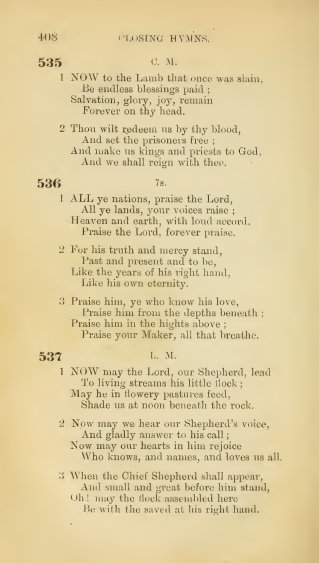 408 CLOSING HYMNS.
535 C. M.
1 NOW to the Lamb that once was slain,
Be endless blessings paid ;
Salvation, glory, joy, remain
Forever on thy head.
2 Thou wilt redeem us by thy blood,
And set the prisoners free ;
And make us kings and priests to God,
And we shall reign with thee.
536 7s.
1 ALL ye nations, praise the Lord,
All ye lands, your voices raise ;
Heaven and earth, with loud accord,
Praise the Lord, forever praise.
2 For his truth and mercy stand,
Past and present and to be,
Like the years of his right hand,
Like his own eternity.
3 Praise him, ye who know his love,
Praise him from the depths beneath :
Praise him in the hights above ;
Praise your Maker, all that breathe.
537 L. M.
1 NOW may the Lord, our Shepherd, lead
To living streams his little flock ;
May he in flowery pastures feed,
Shade us at noon beneath the rock.
2 Now may we hear our Shepherd's voice,
And gladly answer to his call ;
Now may our hearts in him rejoice
Who knows, and names, and loves us all.
3 When the Chief Shepherd shall appear,
And small and great before him stand,
Oh! may the flock assembled here
Be with the saved at his right hand.